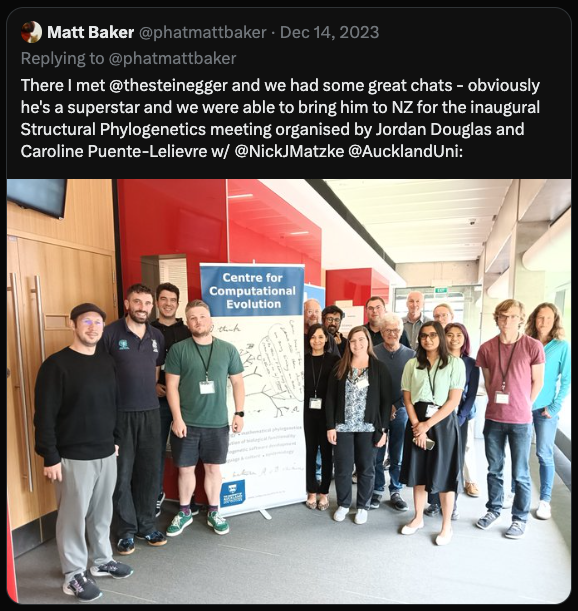 Matt Baker @phatmattbaker · Dec 14, 2023
Replying to @phatmattbaker
There I met @thesteinegger and we had some great chats - obviously
he's a superstar and we were able to bring him to NZ for the inaugural
Structural Phylogenetics meeting organised by Jordan Douglas and
Caroline Puente-Lelievre w/ @NickJMatzke @AucklandUni:
Centre for
Computational
Evolution
think